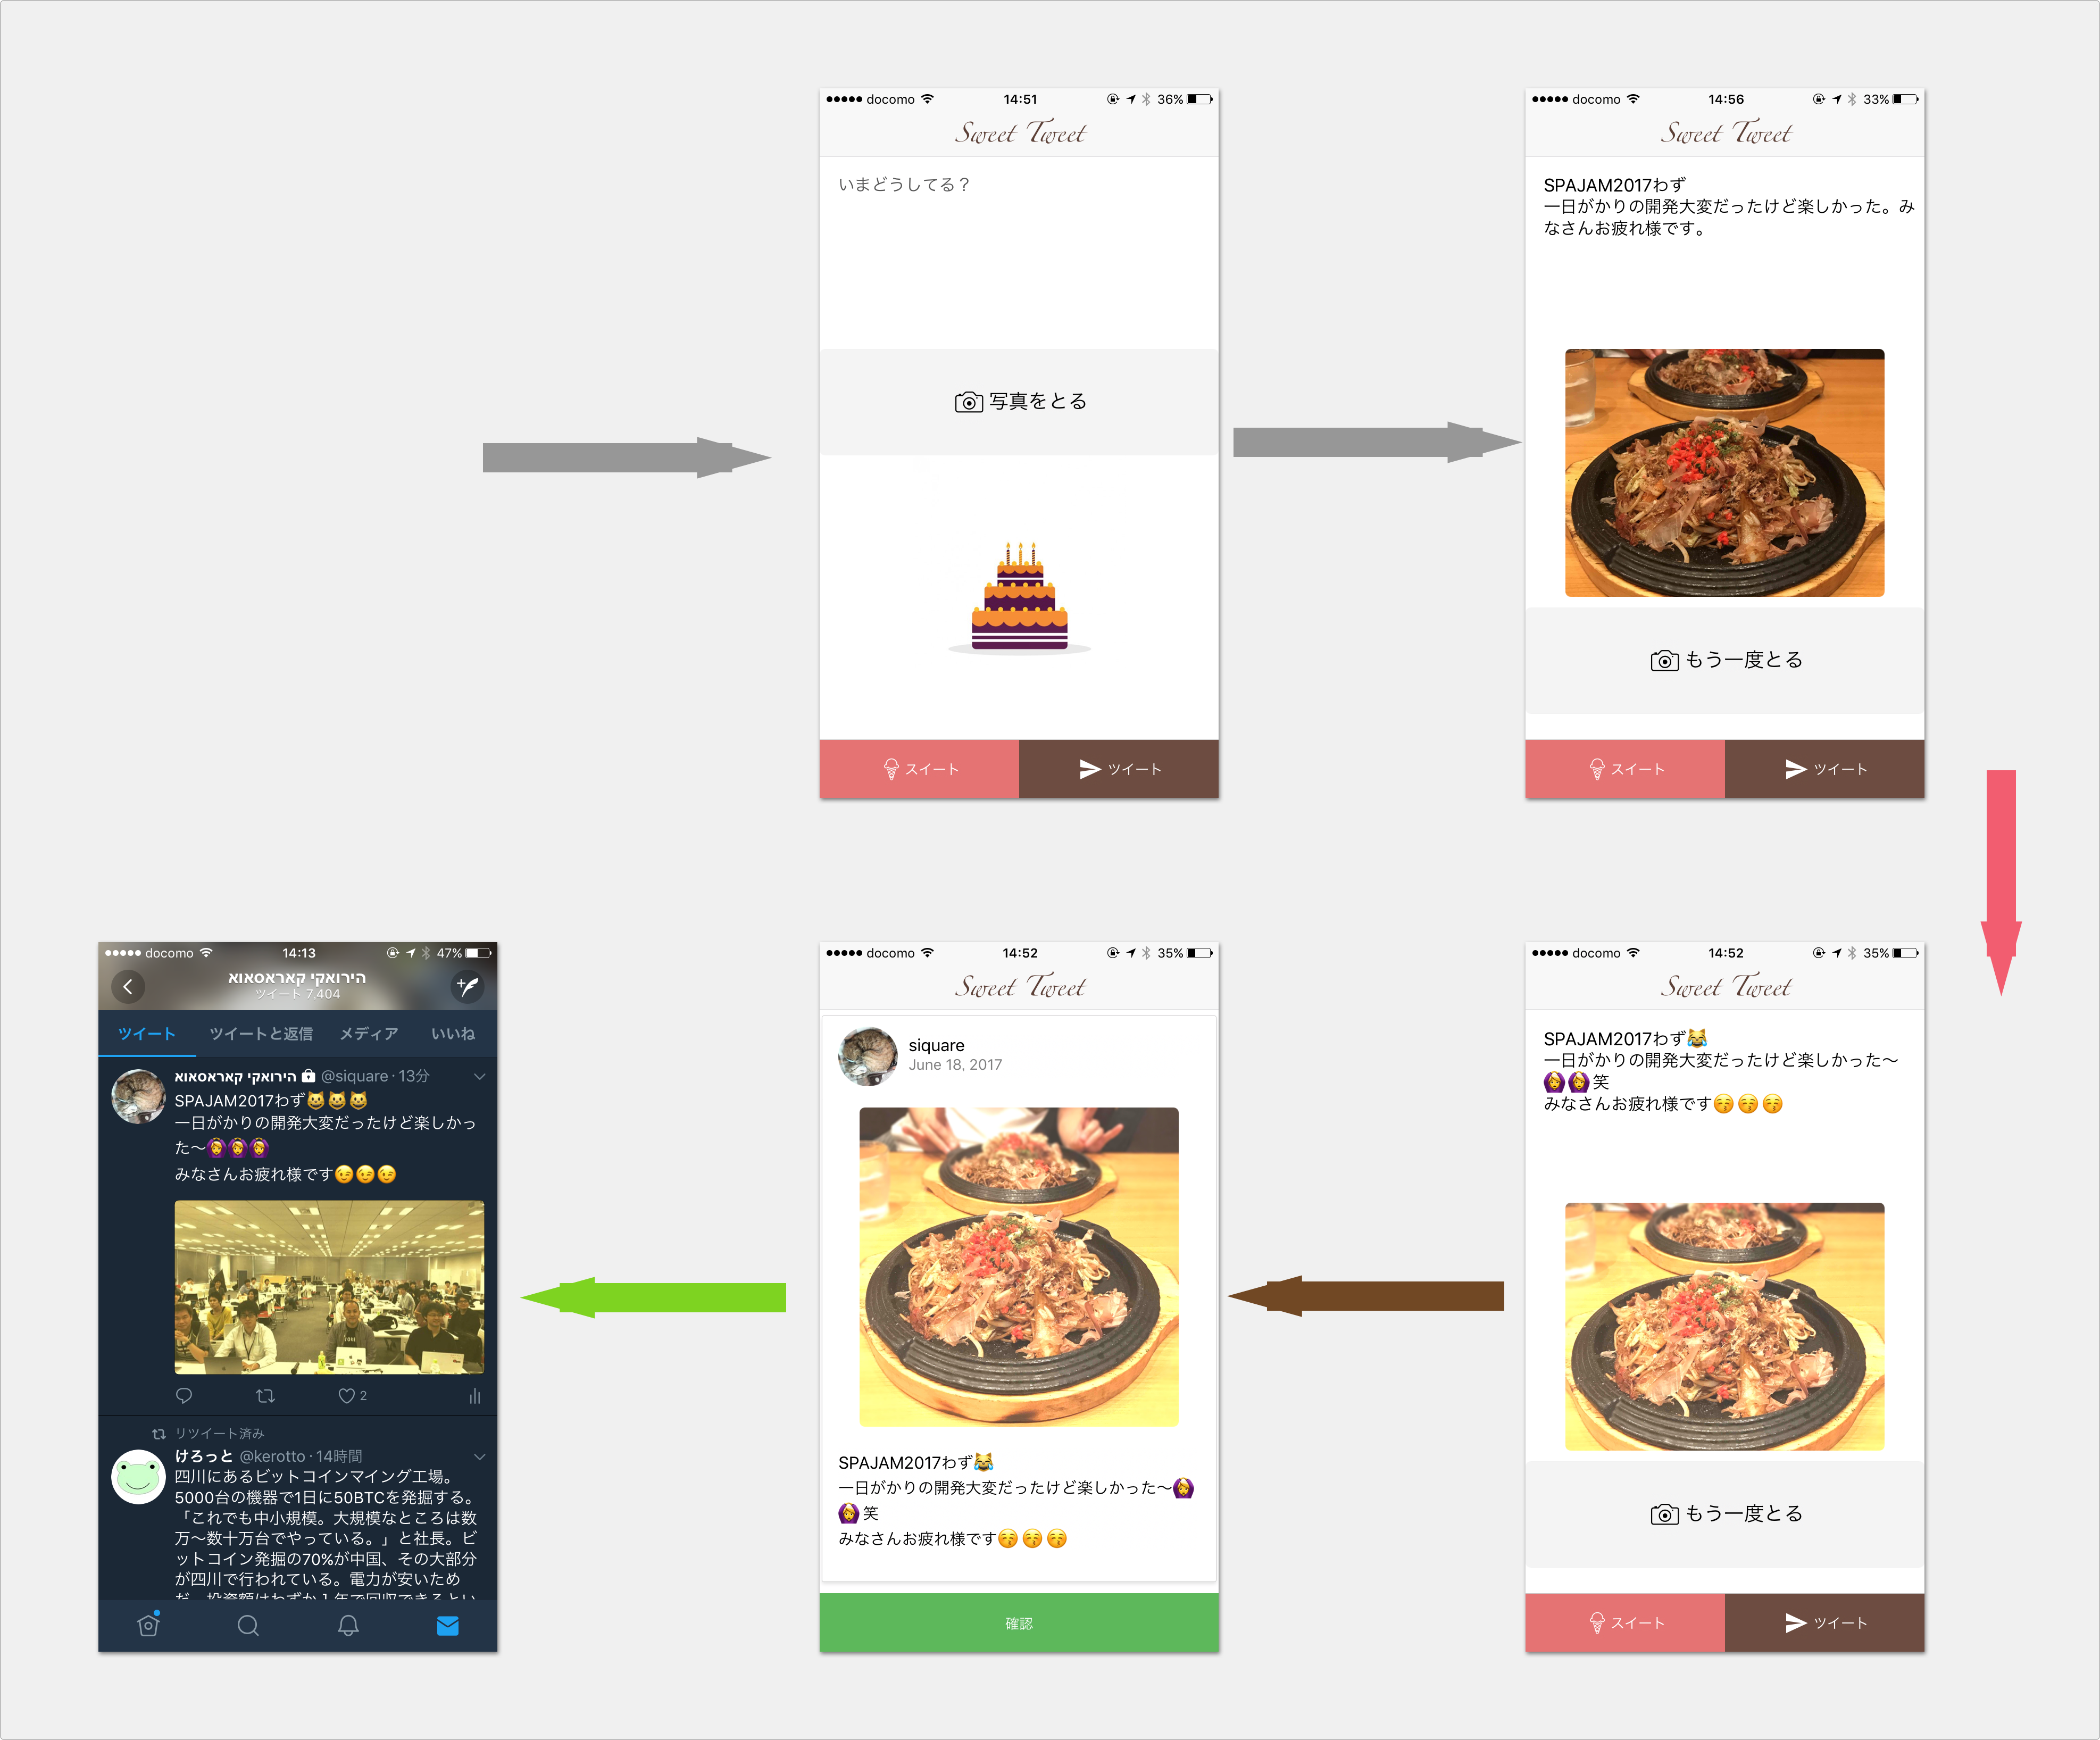 docomo 14:51 36%
Sweet Tweet
いまどうしてる？
写真をとる
スイート ツイート
docomo 14:56 33%
Sweet Tweet
SPAJAM2017わず
一日がかりの開発大変だったけど楽しかった。み
なさんお疲れ様です。
もう一度とる
スイート ツイート
docomo 14:52 35%
Sweet Tweet
SPAJAM2017わず😹
一日がかりの開発大変だったけど楽しかった〜
🙆🙆笑
みなさんお疲れ様です😚😚😚
もう一度とる
スイート ツイート
docomo 14:52 35%
Sweet Tweet
siquare
June 18, 2017
SPAJAM2017わず😹
一日がかりの開発大変だったけど楽しかった〜🙆
🙆笑
みなさんお疲れ様です😚😚😚
確認
docomo 14:13 47%
הירואקי קאראסאווא
ツイート 7,404
ツイート ツイートと返信 メディア いいね
הירואקי קאראסאווא @siquare · 13分
SPAJAM2017わず😺😺😺
一日がかりの開発大変だったけど楽しかっ
た〜🙆🙆🙆
みなさんお疲れ様です😉😉😉
2
リツイート済み
けろっと @kerotto · 14時間
四川にあるビットコインマイング工場。
5000台の機器で1日に50BTCを発掘する。
「これでも中小規模。大規模なところは数
万〜数十万台でやっている。」と社長。ビ
ットコイン発掘の70%が中国、その大部分
が四川で行われている。電力が安いため
だ。投資額はわずか１年で回収できるとい